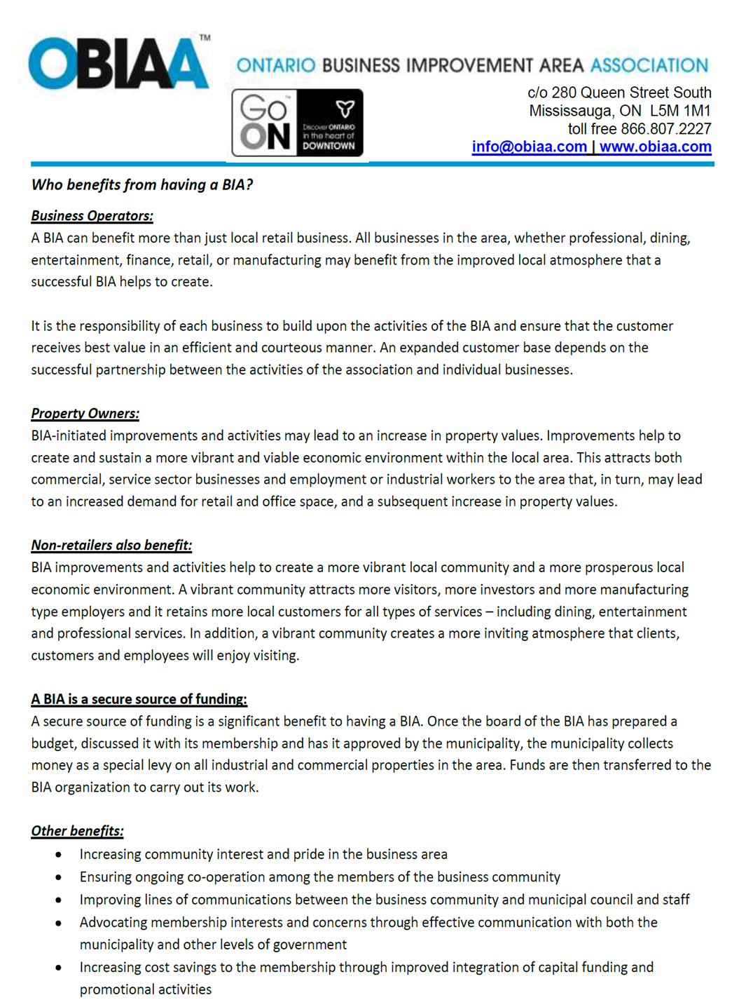 OBIAA™
ONTARIO BUSINESS IMPROVEMENT AREA ASSOCIATION
GO ON™
Discover ONTARIO
in the heart of
DOWNTOWN
c/o 280 Queen Street South
Mississauga, ON  L5M 1M1
toll free 866.807.2227
info@obiaa.com | www.obiaa.com
Who benefits from having a BIA?
Business Operators:
A BIA can benefit more than just local retail business. All businesses in the area, whether professional, dining,
entertainment, finance, retail, or manufacturing may benefit from the improved local atmosphere that a
successful BIA helps to create.
It is the responsibility of each business to build upon the activities of the BIA and ensure that the customer
receives best value in an efficient and courteous manner. An expanded customer base depends on the
successful partnership between the activities of the association and individual businesses.
Property Owners:
BIA-initiated improvements and activities may lead to an increase in property values. Improvements help to
create and sustain a more vibrant and viable economic environment within the local area. This attracts both
commercial, service sector businesses and employment or industrial workers to the area that, in turn, may lead
to an increased demand for retail and office space, and a subsequent increase in property values.
Non-retailers also benefit:
BIA improvements and activities help to create a more vibrant local community and a more prosperous local
economic environment. A vibrant community attracts more visitors, more investors and more manufacturing
type employers and it retains more local customers for all types of services – including dining, entertainment
and professional services. In addition, a vibrant community creates a more inviting atmosphere that clients,
customers and employees will enjoy visiting.
A BIA is a secure source of funding:
A secure source of funding is a significant benefit to having a BIA. Once the board of the BIA has prepared a
budget, discussed it with its membership and has it approved by the municipality, the municipality collects
money as a special levy on all industrial and commercial properties in the area. Funds are then transferred to the
BIA organization to carry out its work.
Other benefits:
• Increasing community interest and pride in the business area
• Ensuring ongoing co-operation among the members of the business community
• Improving lines of communications between the business community and municipal council and staff
• Advocating membership interests and concerns through effective communication with both the
municipality and other levels of government
• Increasing cost savings to the membership through improved integration of capital funding and
promotional activities